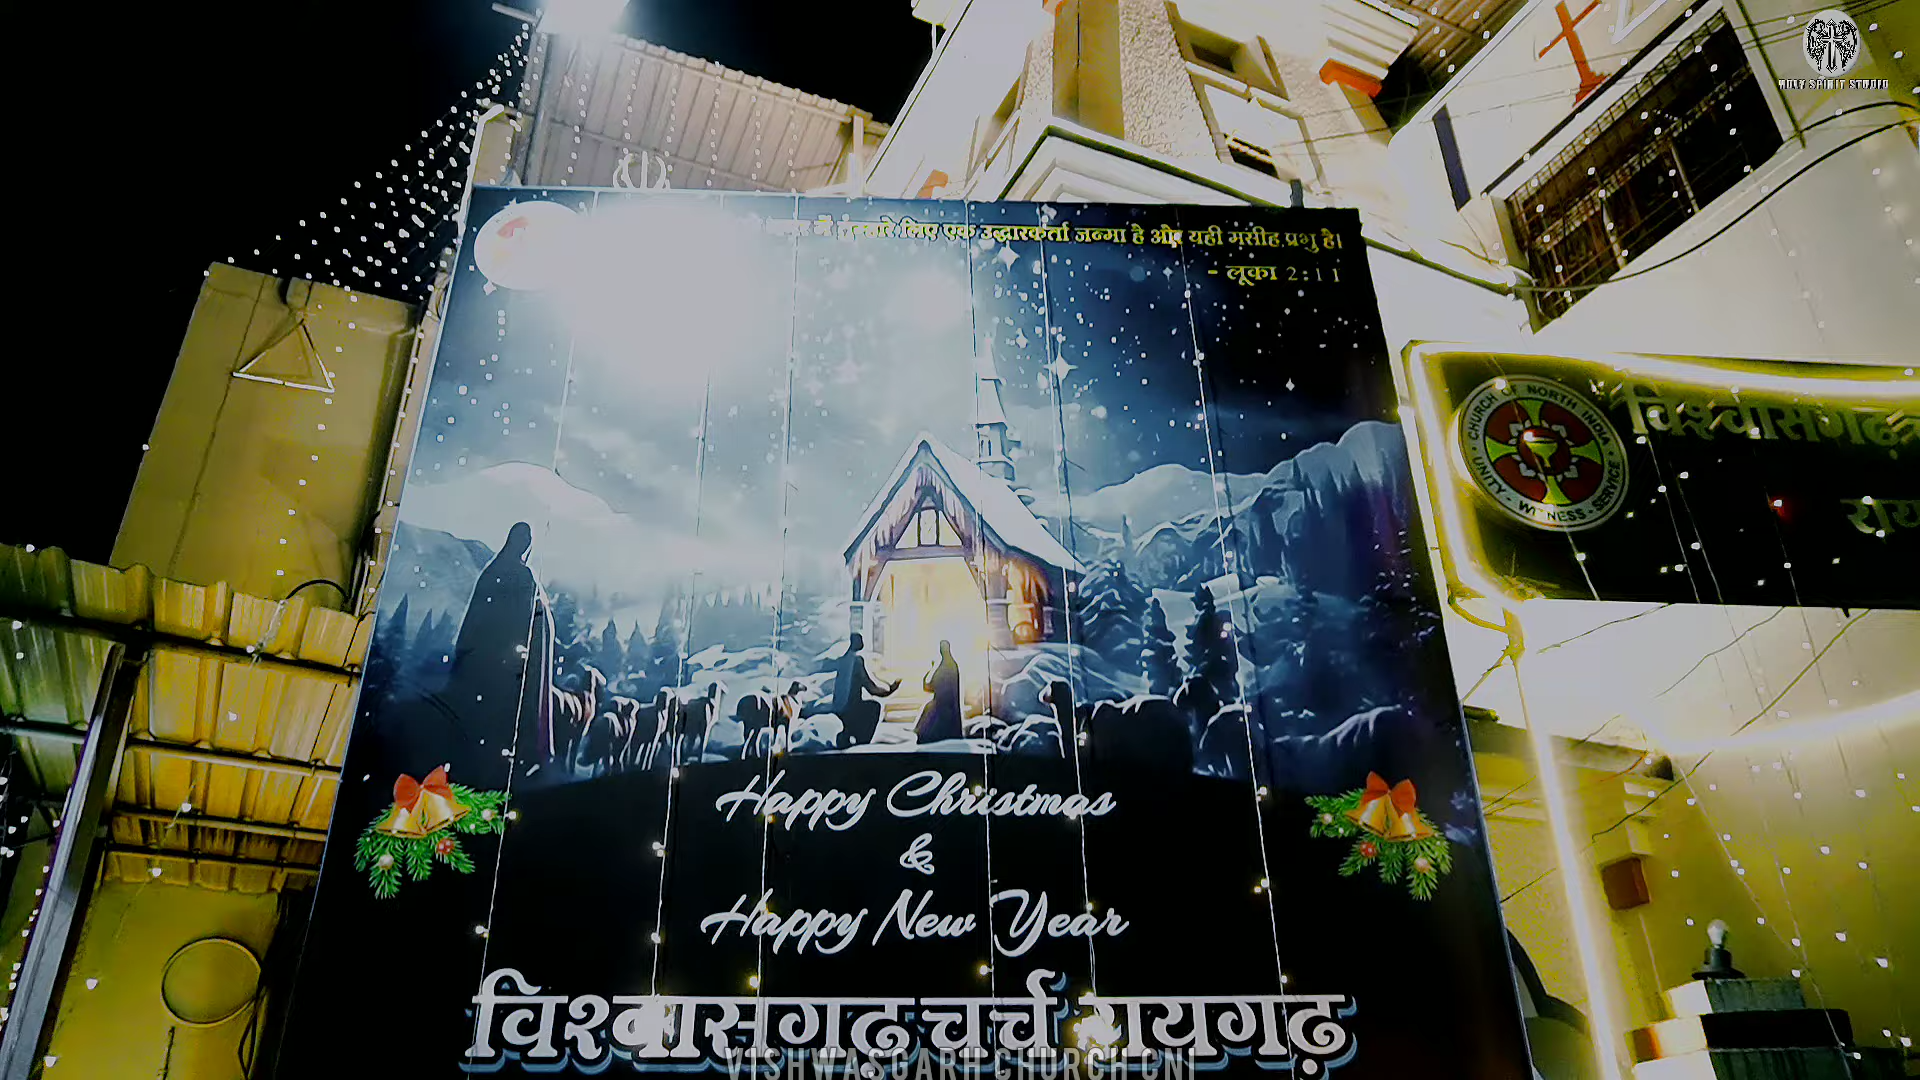 HOLY SPIRIT STUDIO
लिए एक उद्धारकर्ता जन्मा है और यही मसीह प्रभु है।
- लूका 2:11
CHURCH OF NORTH INDIA
UNITY - WITNESS - SERVICE
विश्वासगढ़
राय
Happy Christmas
&
Happy New Year
विश्वासगढ़ चर्च रायगढ़
VISHWASGARH CHURCH CNI